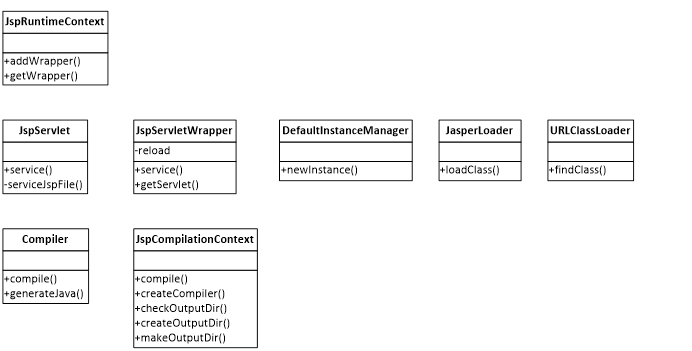 JspRuntimeContext
+addWrapper()
+getWrapper()
JspServlet
+service()
-serviceJspFile()
JspServletWrapper
-reload
+service()
+getServlet()
DefaultInstanceManager
+newInstance()
JasperLoader
+loadClass()
URLClassLoader
+findClass()
Compiler
+compile()
+generateJava()
JspCompilationContext
+compile()
+createCompiler()
+checkOutputDir()
+createOutputDir()
+makeOutputDir()